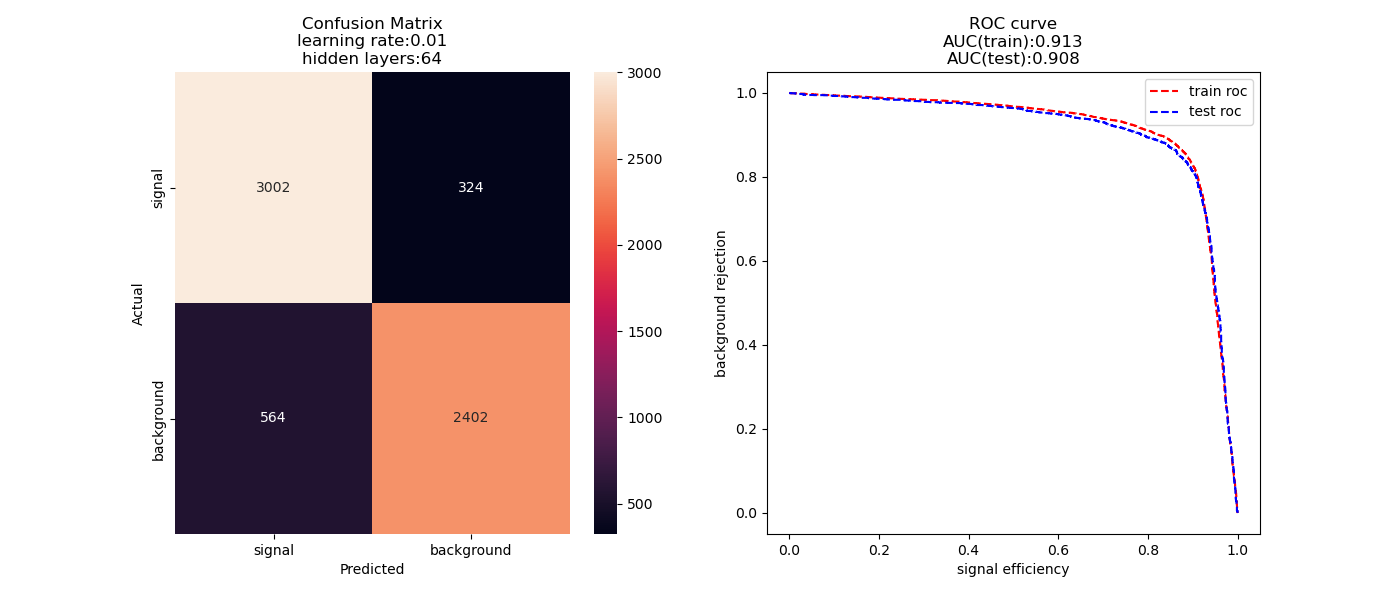 Confusion Matrix
learning rate:0.01
hidden layers:64
signal
background
Actual
3002
324
564
2402
signal
background
Predicted
3000
2500
2000
1500
1000
500
ROC curve
AUC(train):0.913
AUC(test):0.908
train roc
test roc
1.0
0.8
0.6
0.4
0.2
0.0
background rejection
0.0
0.2
0.4
0.6
0.8
1.0
signal efficiency